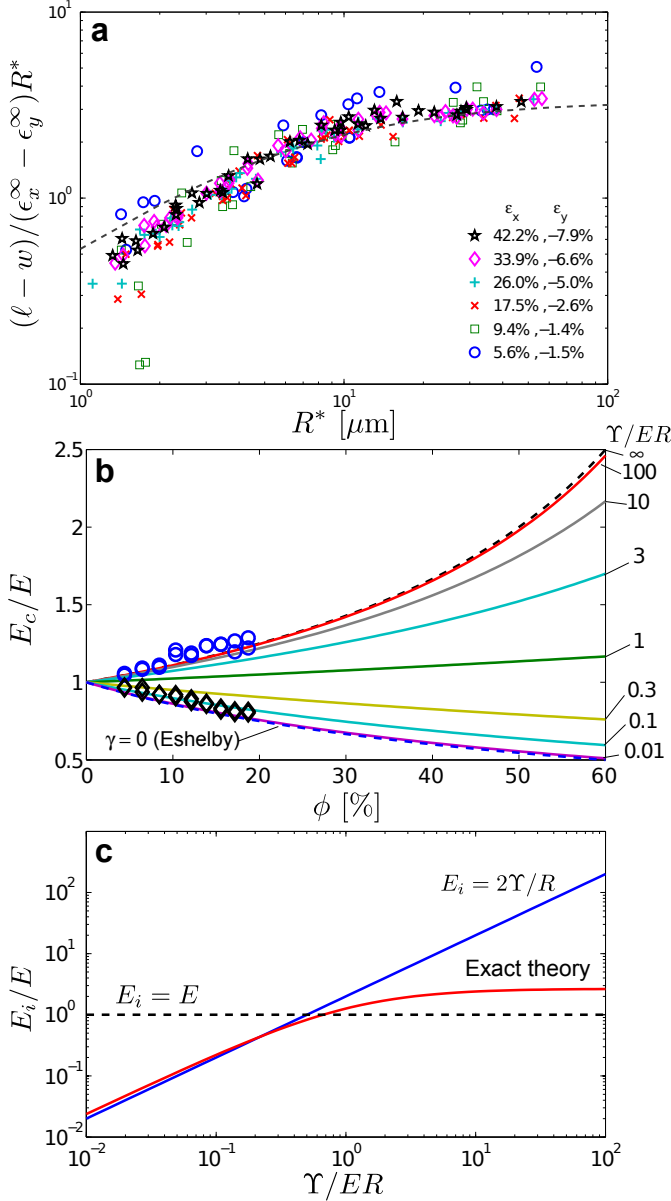 a
10^1
10^0
10^{-1}
(ℓ − w)/(ϵ_x^∞ − ϵ_y^∞)R*
ε_x ε_y
42.2% ,−7.9%
33.9% ,−6.6%
26.0% ,−5.0%
17.5% ,−2.6%
9.4% ,−1.4%
5.6% ,−1.5%
10^0 10^1 10^2
R* [μm]
b
Υ/ER
2.5
2
1.5
1
0.5
E_c/E
∞
100
10
3
1
0.3
0.1
0.01
γ = 0 (Eshelby)
0 10 20 30 40 50 60
ϕ [%]
c
10^2
10^1
10^0
10^{-1}
10^{-2}
E_i/E
E_i = 2Υ/R
Exact theory
E_i = E
10^{-2} 10^{-1} 10^0 10^1 10^2
Υ/ER